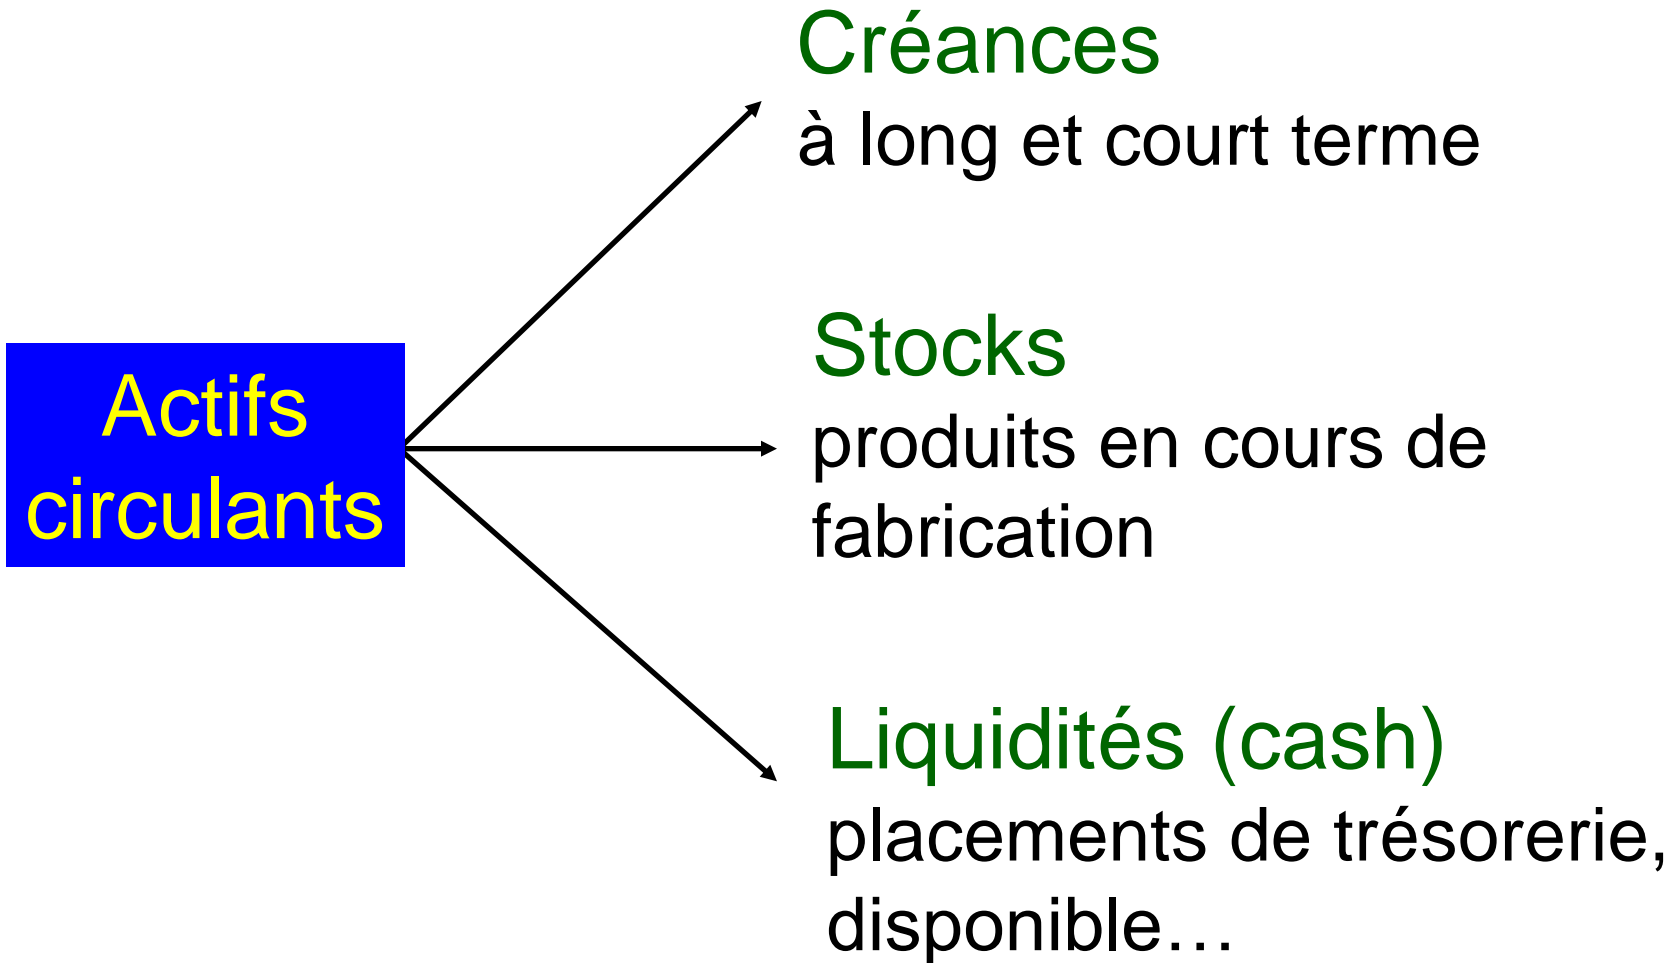 Créances
à long et court terme
Actifs
circulants
Stocks
produits en cours de
fabrication
Liquidités (cash)
placements de trésorerie,
disponible…